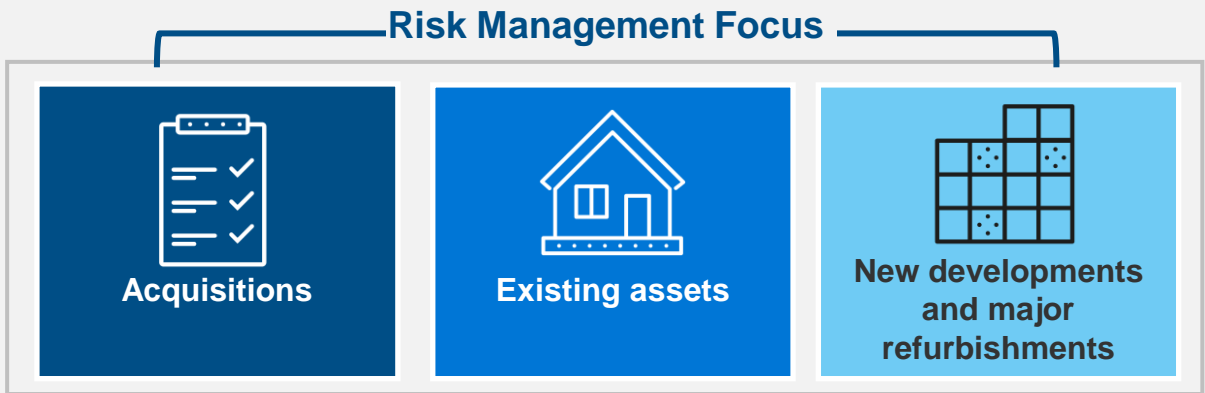 Risk Management Focus
Acquisitions
Existing assets
New developments
and major
refurbishments